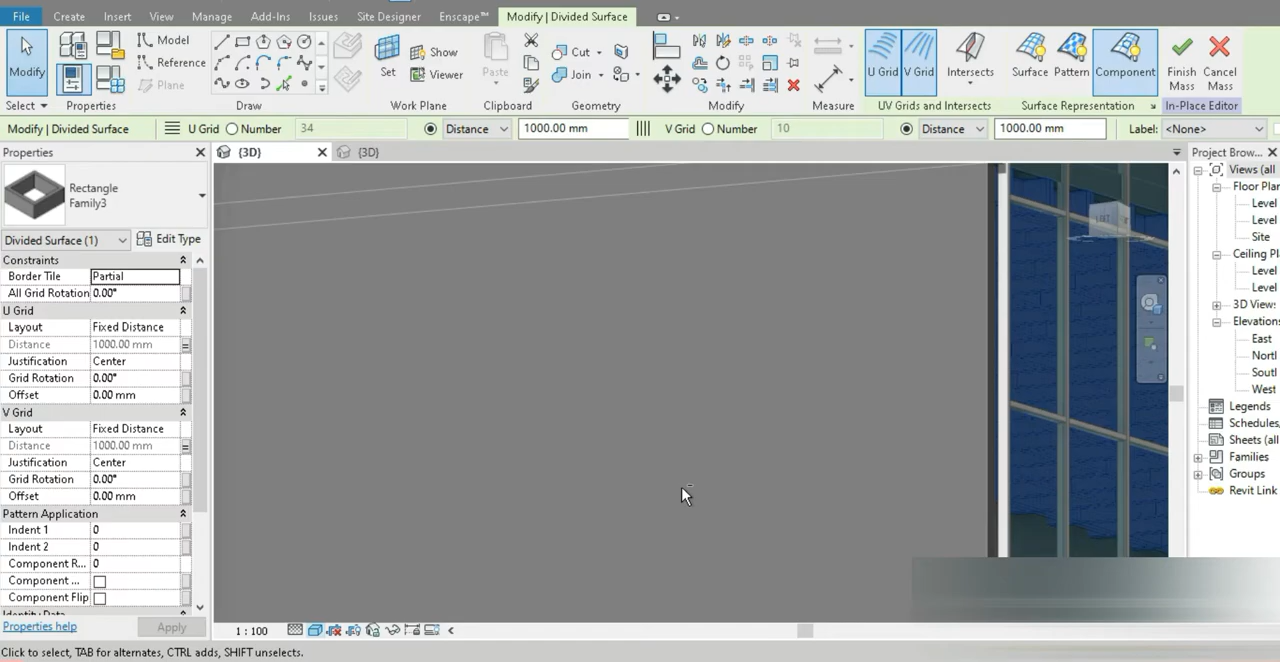 File Create Insert View Manage Add-Ins Issues Site Designer Enscape™ Modify | Divided Surface
Model
Reference
Plane
Show
Viewer
Cut
Join
Modify
Set
Paste
U Grid V Grid Intersects Surface Pattern Component Finish Mass Cancel Mass
Select Properties Draw Work Plane Clipboard Geometry Modify Measure UV Grids and Intersects Surface Representation In-Place Editor
Modify | Divided Surface U Grid Number 34 Distance 1000.00 mm V Grid Number 10 Distance 1000.00 mm Label: <None>
Properties {3D} {3D} Project Brow...
Rectangle
Family3
Divided Surface (1) Edit Type
Constraints
Border Tile Partial
All Grid Rotation 0.00°
U Grid
Layout Fixed Distance
Distance 1000.00 mm
Justification Center
Grid Rotation 0.00°
Offset 0.00 mm
V Grid
Layout Fixed Distance
Distance 1000.00 mm
Justification Center
Grid Rotation 0.00°
Offset 0.00 mm
Pattern Application
Indent 1 0
Indent 2 0
Component R... 0
Component ...
Component Flip
Identity Data
Properties help Apply
LEFT
Views (all
Floor Plan
Level
Level
Site
Ceiling Pl
Level
Level
3D View:
Elevations
East
North
South
West
Legends
Schedules,
Sheets (all
Families
Groups
Revit Link
1 : 100
Click to select, TAB for alternates, CTRL adds, SHIFT unselects.